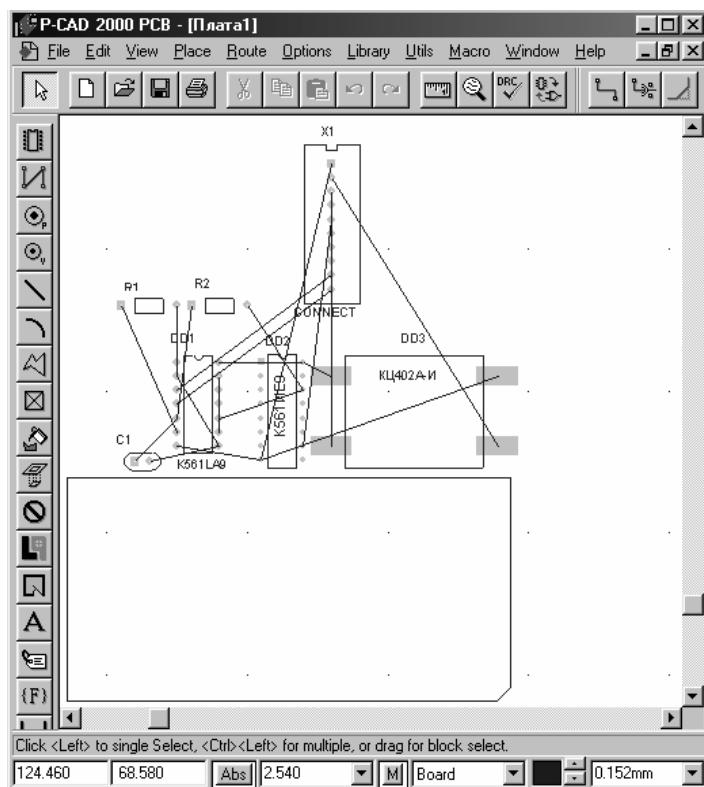 P-CAD 2000 PCB - [Плата1]
File Edit View Place Route Options Library Utils Macro Window Help
DRC
X1
R1
R2
CONNECT
DD1
DD2
DD3
КЦ402А-И
K561ME9
C1
K561LA9
A
{F}
Click <Left> to single Select, <Ctrl><Left> for multiple, or drag for block select.
124.460 68.580 Abs 2.540 M Board 0.152mm